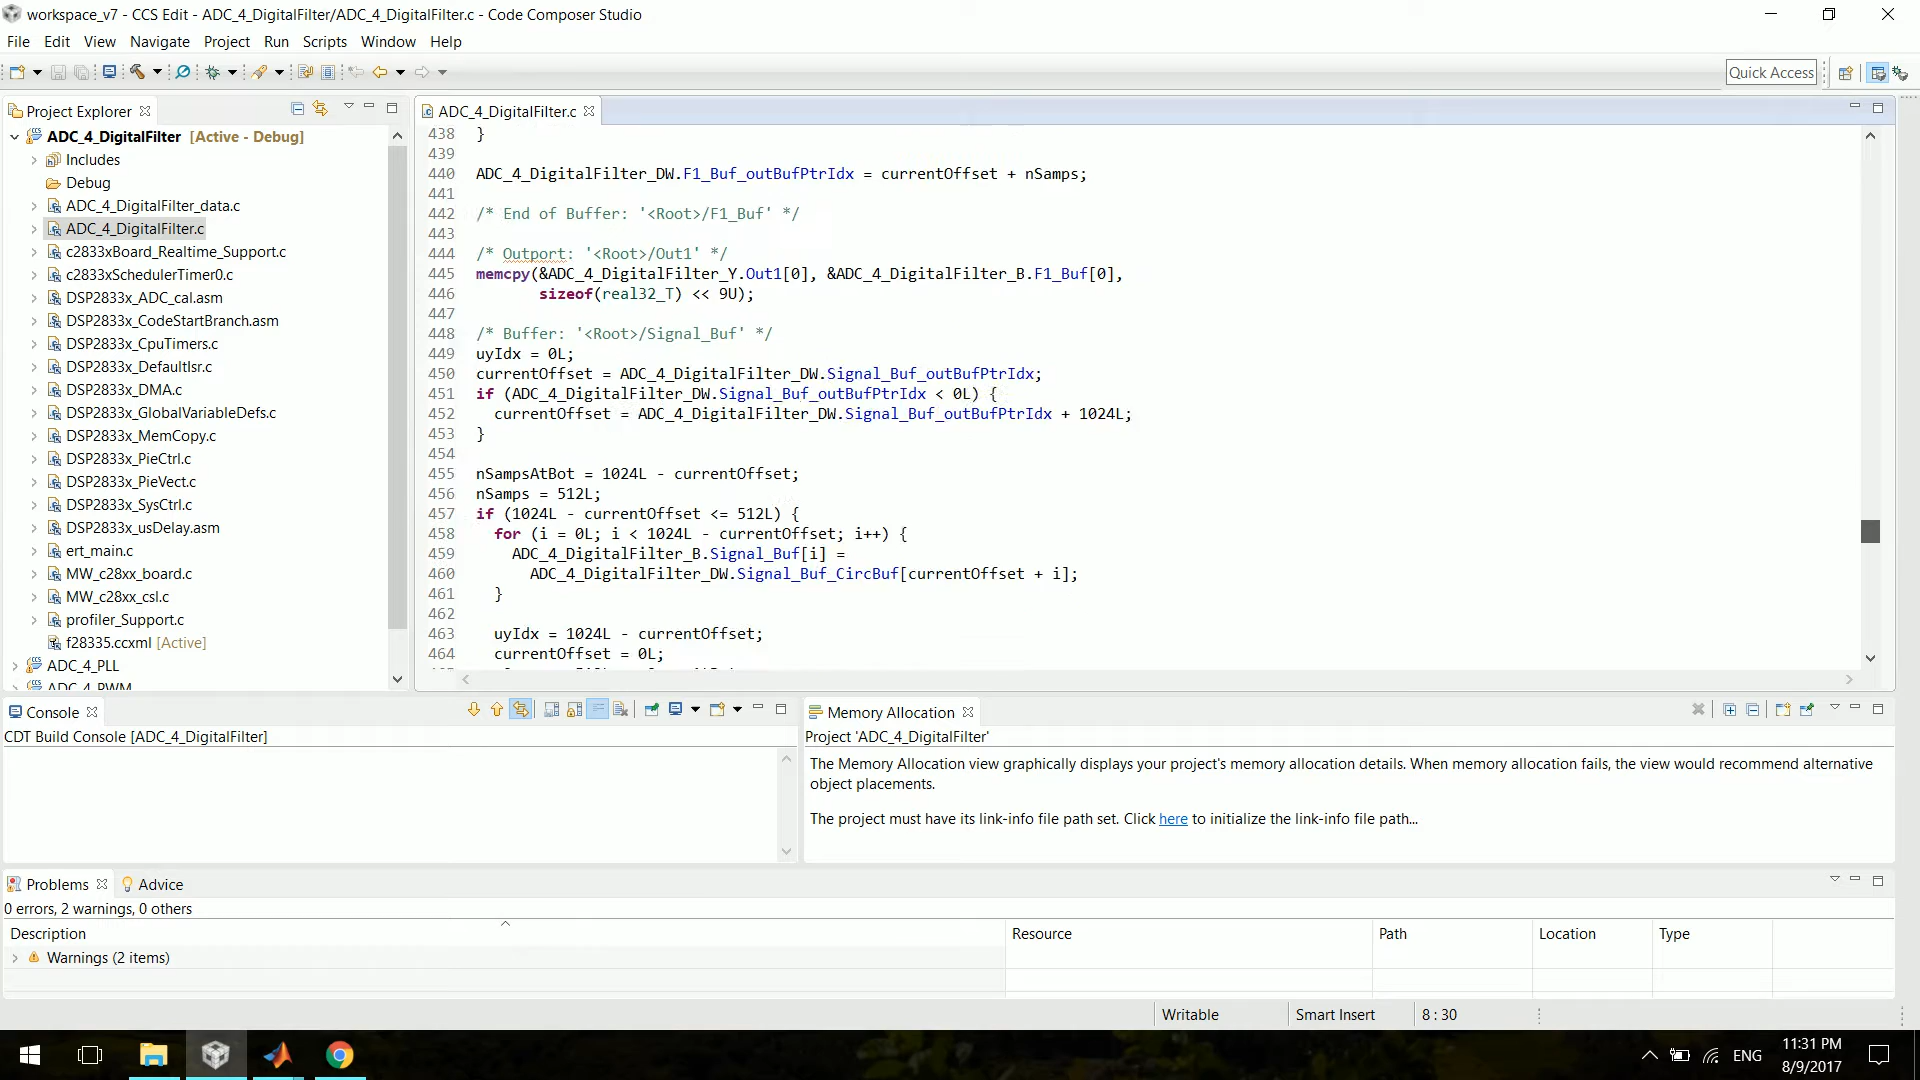 workspace_v7 - CCS Edit - ADC_4_DigitalFilter/ADC_4_DigitalFilter.c - Code Composer Studio
File Edit View Navigate Project Run Scripts Window Help
Quick Access
Project Explorer
ADC_4_DigitalFilter [Active - Debug]
Includes
Debug
ADC_4_DigitalFilter_data.c
ADC_4_DigitalFilter.c
c2833xBoard_Realtime_Support.c
c2833xSchedulerTimer0.c
DSP2833x_ADC_cal.asm
DSP2833x_CodeStartBranch.asm
DSP2833x_CpuTimers.c
DSP2833x_DefaultIsr.c
DSP2833x_DMA.c
DSP2833x_GlobalVariableDefs.c
DSP2833x_MemCopy.c
DSP2833x_PieCtrl.c
DSP2833x_PieVect.c
DSP2833x_SysCtrl.c
DSP2833x_usDelay.asm
ert_main.c
MW_c28xx_board.c
MW_c28xx_csl.c
profiler_Support.c
f28335.ccxml [Active]
ADC_4_PLL
ADC_4_PWM
ADC_4_DigitalFilter.c
438 }
439
440 ADC_4_DigitalFilter_DW.F1_Buf_outBufPtrIdx = currentOffset + nSamps;
441
442 /* End of Buffer: '<Root>/F1_Buf' */
443
444 /* Outport: '<Root>/Out1' */
445 memcpy(&ADC_4_DigitalFilter_Y.Out1[0], &ADC_4_DigitalFilter_B.F1_Buf[0],
446 sizeof(real32_T) << 9U);
447
448 /* Buffer: '<Root>/Signal_Buf' */
449 uyIdx = 0L;
450 currentOffset = ADC_4_DigitalFilter_DW.Signal_Buf_outBufPtrIdx;
451 if (ADC_4_DigitalFilter_DW.Signal_Buf_outBufPtrIdx < 0L) {
452 currentOffset = ADC_4_DigitalFilter_DW.Signal_Buf_outBufPtrIdx + 1024L;
453 }
454
455 nSampsAtBot = 1024L - currentOffset;
456 nSamps = 512L;
457 if (1024L - currentOffset <= 512L) {
458 for (i = 0L; i < 1024L - currentOffset; i++) {
459 ADC_4_DigitalFilter_B.Signal_Buf[i] =
460 ADC_4_DigitalFilter_DW.Signal_Buf_CircBuf[currentOffset + i];
461 }
462
463 uyIdx = 1024L - currentOffset;
464 currentOffset = 0L;
Console
CDT Build Console [ADC_4_DigitalFilter]
Memory Allocation
Project 'ADC_4_DigitalFilter'
The Memory Allocation view graphically displays your project's memory allocation details. When memory allocation fails, the view would recommend alternative
object placements.
The project must have its link-info file path set. Click here to initialize the link-info file path...
Problems Advice
0 errors, 2 warnings, 0 others
Description Resource Path Location Type
Warnings (2 items)
Writable Smart Insert 8 : 30
ENG
11:31 PM
8/9/2017